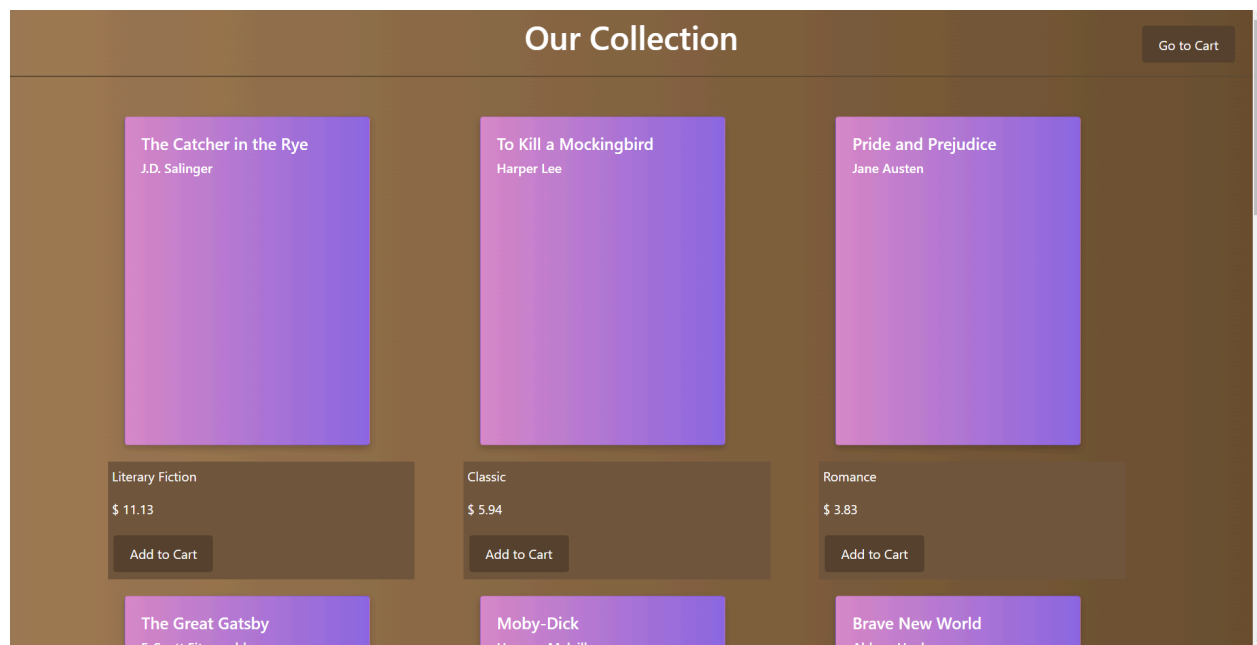 Our Collection
Go to Cart
The Catcher in the Rye
J.D. Salinger
To Kill a Mockingbird
Harper Lee
Pride and Prejudice
Jane Austen
Literary Fiction
$ 11.13
Add to Cart
Classic
$ 5.94
Add to Cart
Romance
$ 3.83
Add to Cart
The Great Gatsby
Moby-Dick
Brave New World